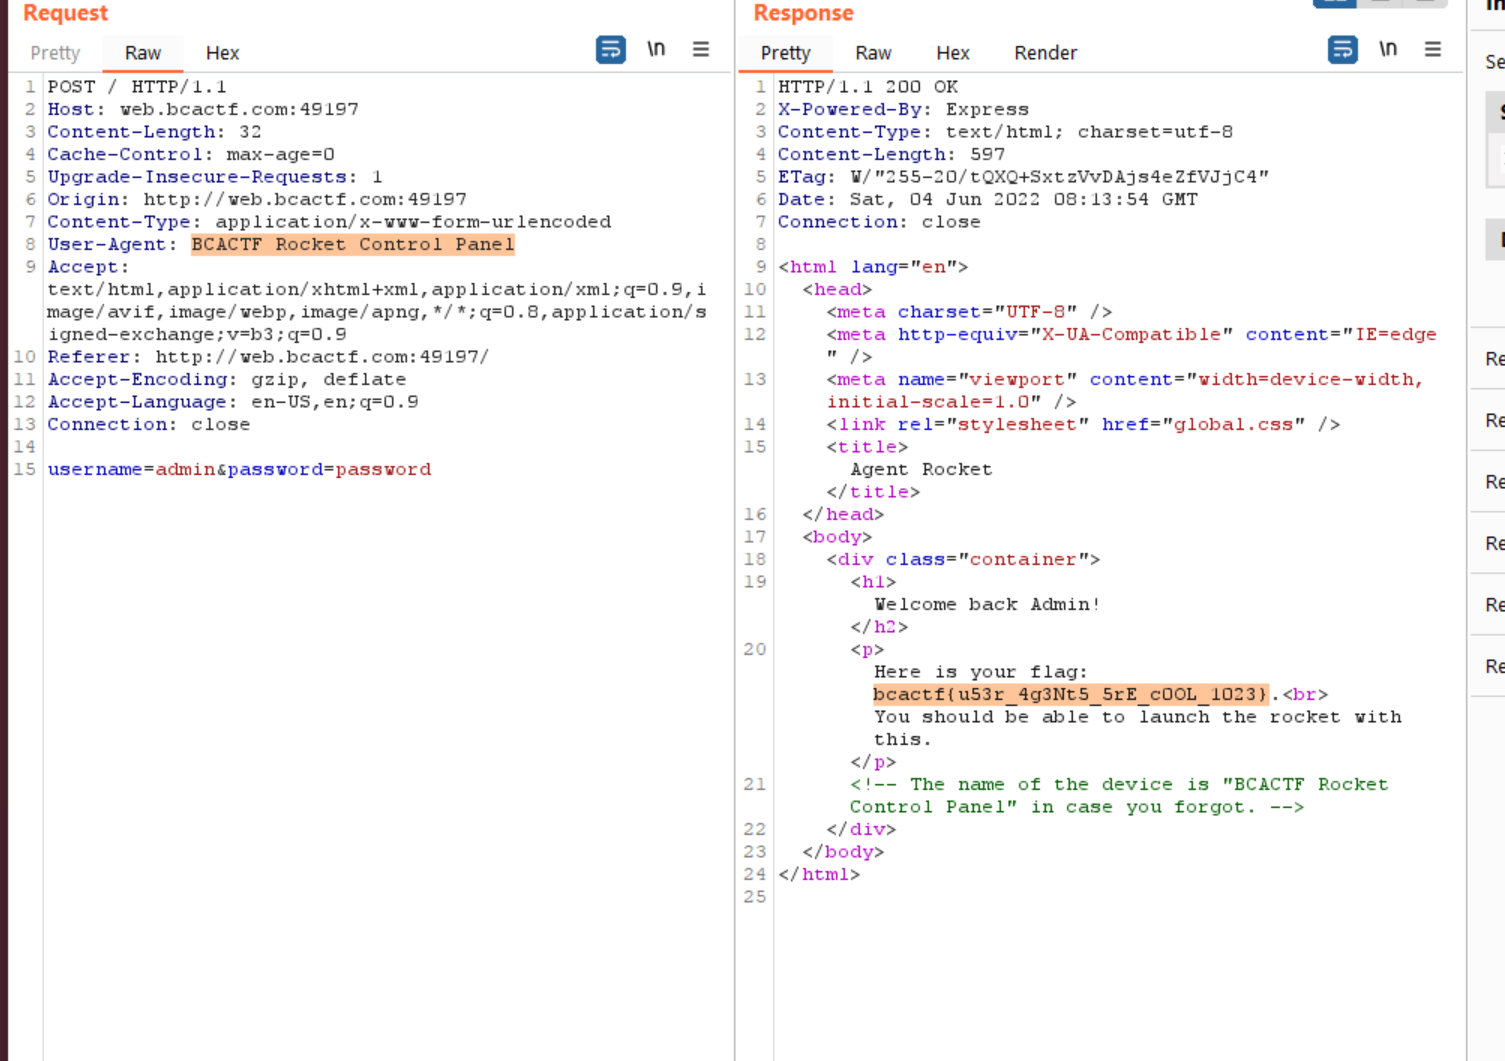 Request
Pretty Raw Hex \n
1 POST / HTTP/1.1
2 Host: web.bcactf.com:49197
3 Content-Length: 32
4 Cache-Control: max-age=0
5 Upgrade-Insecure-Requests: 1
6 Origin: http://web.bcactf.com:49197
7 Content-Type: application/x-www-form-urlencoded
8 User-Agent: BCACTF Rocket Control Panel
9 Accept:
text/html,application/xhtml+xml,application/xml;q=0.9,i
mage/avif,image/webp,image/apng,*/*;q=0.8,application/s
igned-exchange;v=b3;q=0.9
10 Referer: http://web.bcactf.com:49197/
11 Accept-Encoding: gzip, deflate
12 Accept-Language: en-US,en;q=0.9
13 Connection: close
14
15 username=admin&password=password
Response
Pretty Raw Hex Render \n
1 HTTP/1.1 200 OK
2 X-Powered-By: Express
3 Content-Type: text/html; charset=utf-8
4 Content-Length: 597
5 ETag: W/"255-20/tQXQ+SxtzVvDAjs4eZfVJjC4"
6 Date: Sat, 04 Jun 2022 08:13:54 GMT
7 Connection: close
8
9 <html lang="en">
10 <head>
11 <meta charset="UTF-8" />
12 <meta http-equiv="X-UA-Compatible" content="IE=edge
" />
13 <meta name="viewport" content="width=device-width,
initial-scale=1.0" />
14 <link rel="stylesheet" href="global.css" />
15 <title>
Agent Rocket
</title>
16 </head>
17 <body>
18 <div class="container">
19 <h1>
Welcome back Admin!
</h2>
20 <p>
Here is your flag:
bcactf{u53r_4g3Nt5_5rE_c0OL_1023}.<br>
You should be able to launch the rocket with
this.
</p>
21 <!-- The name of the device is "BCACTF Rocket
Control Panel" in case you forgot. -->
22 </div>
23 </body>
24 </html>
25
Se
Re
Re
Re
Re
Re
Re